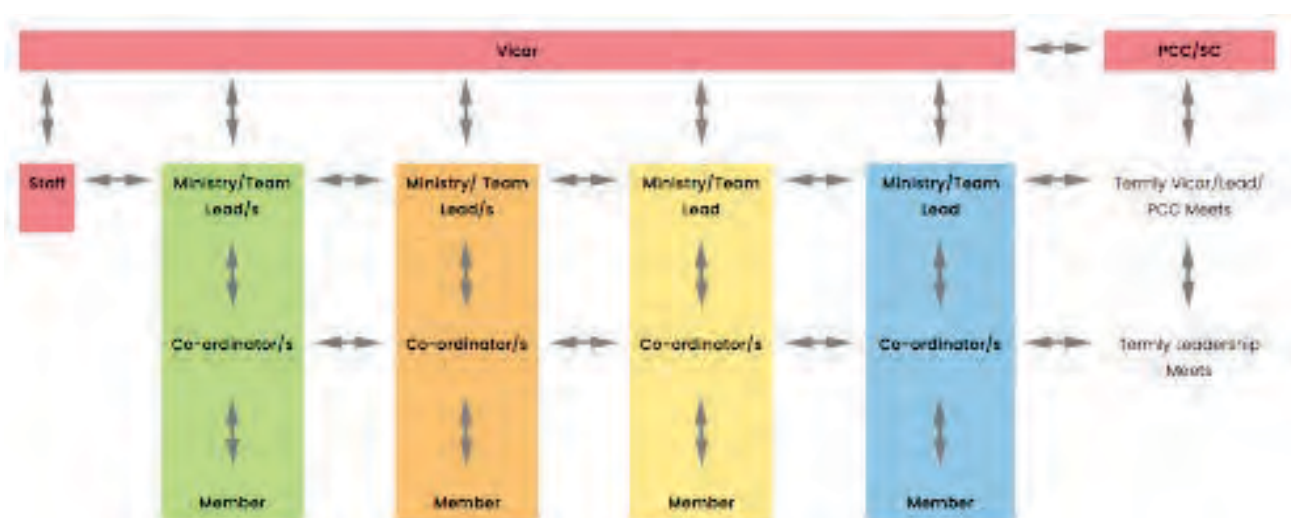 Vicar
PCC/SC
Staff
Ministry/Team
Lead/s
Ministry/ Team
Lead/s
Ministry/Team
Lead
Ministry/Team
Lead
Termly Vicar/Lead/
PCC Meets
Co-ordinator/s
Co-ordinator/s
Co-ordinator/s
Co-ordinator/s
Termly Leadership
Meets
Member
Member
Member
Member